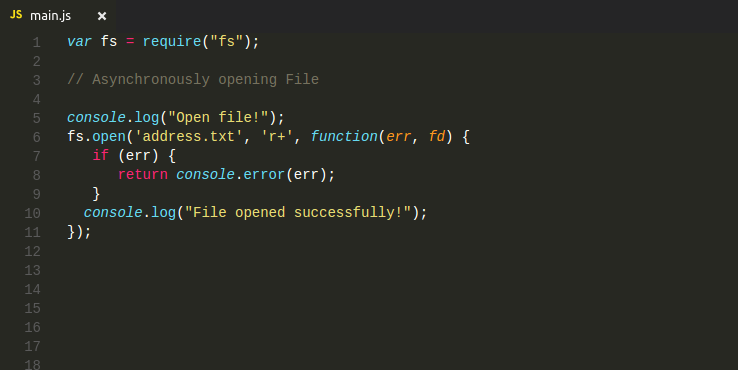 JS main.js ×
1 var fs = require("fs");
2
3 // Asynchronously opening File
4
5 console.log("Open file!");
6 fs.open('address.txt', 'r+', function(err, fd) {
7    if (err) {
8       return console.error(err);
9    }
10   console.log("File opened successfully!");
11 });
12
13
14
15
16
17
18